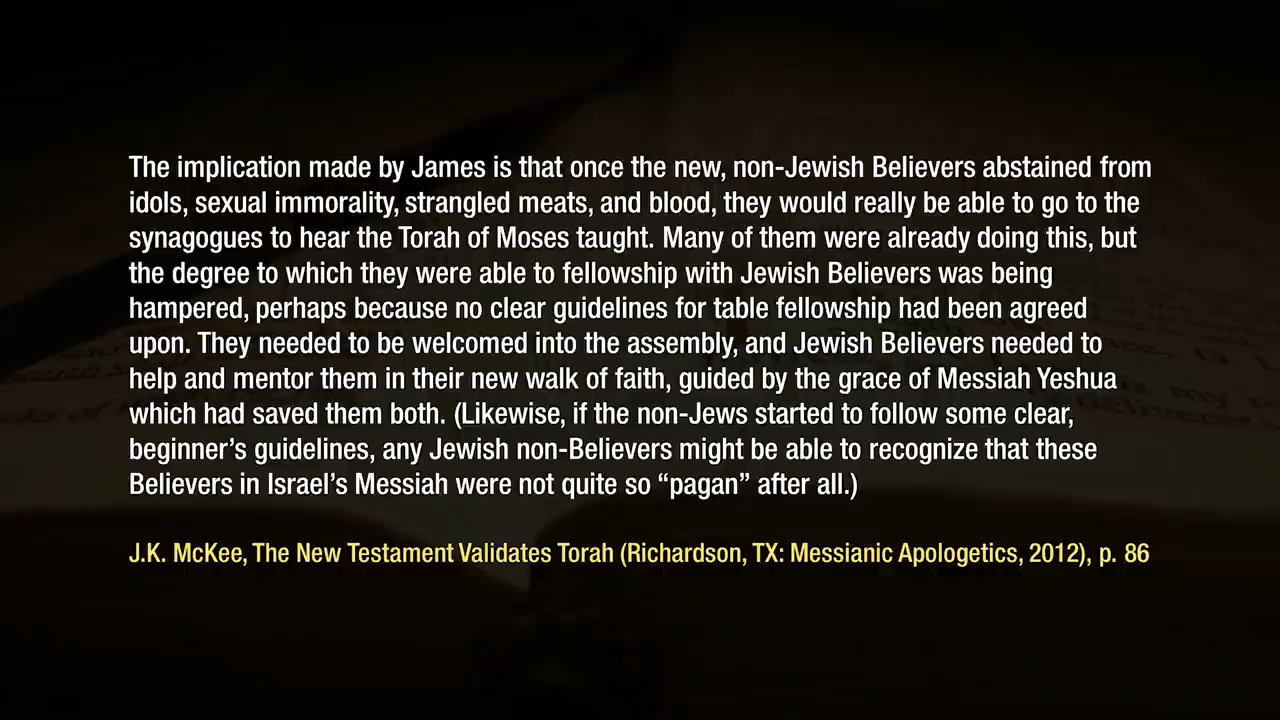 The implication made by James is that once the new, non-Jewish Believers abstained from
idols, sexual immorality, strangled meats, and blood, they would really be able to go to the
synagogues to hear the Torah of Moses taught. Many of them were already doing this, but
the degree to which they were able to fellowship with Jewish Believers was being
hampered, perhaps because no clear guidelines for table fellowship had been agreed
upon. They needed to be welcomed into the assembly, and Jewish Believers needed to
help and mentor them in their new walk of faith, guided by the grace of Messiah Yeshua
which had saved them both. (Likewise, if the non-Jews started to follow some clear,
beginner’s guidelines, any Jewish non-Believers might be able to recognize that these
Believers in Israel’s Messiah were not quite so “pagan” after all.)
J.K. McKee, The New Testament Validates Torah (Richardson, TX: Messianic Apologetics, 2012), p. 86